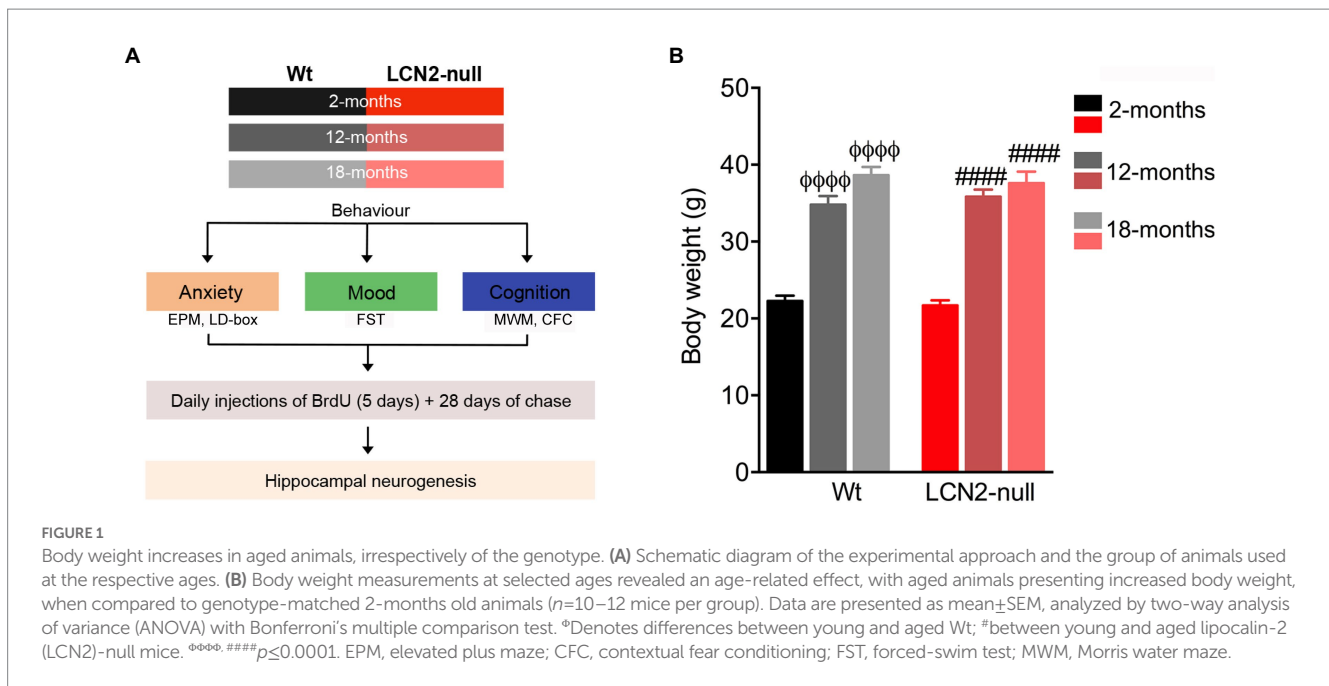 A
Wt LCN2-null
2-months
12-months
18-months
Behaviour
Anxiety Mood Cognition
EPM, LD-box FST MWM, CFC
Daily injections of BrdU (5 days) + 28 days of chase
Hippocampal neurogenesis
B
Body weight (g)
50
40
30
20
10
0
ϕϕϕϕ
ϕϕϕϕ
####
####
Wt LCN2-null
2-months
12-months
18-months
FIGURE 1
Body weight increases in aged animals, irrespectively of the genotype. (A) Schematic diagram of the experimental approach and the group of animals used
at the respective ages. (B) Body weight measurements at selected ages revealed an age-related effect, with aged animals presenting increased body weight,
when compared to genotype-matched 2-months old animals (n=10–12 mice per group). Data are presented as mean±SEM, analyzed by two-way analysis
of variance (ANOVA) with Bonferroni's multiple comparison test. ᶲDenotes differences between young and aged Wt; #between young and aged lipocalin-2
(LCN2)-null mice. ΦΦΦΦ, ####p≤0.0001. EPM, elevated plus maze; CFC, contextual fear conditioning; FST, forced-swim test; MWM, Morris water maze.